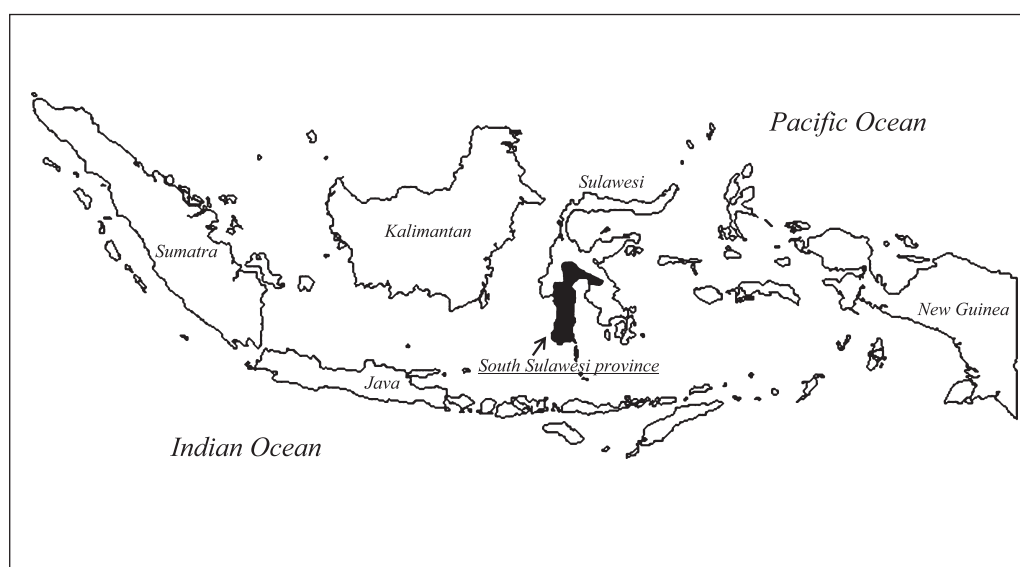 Pacific Ocean
Sulawesi
Kalimantan
Sumatra
New Guinea
South Sulawesi province
Java
Indian Ocean